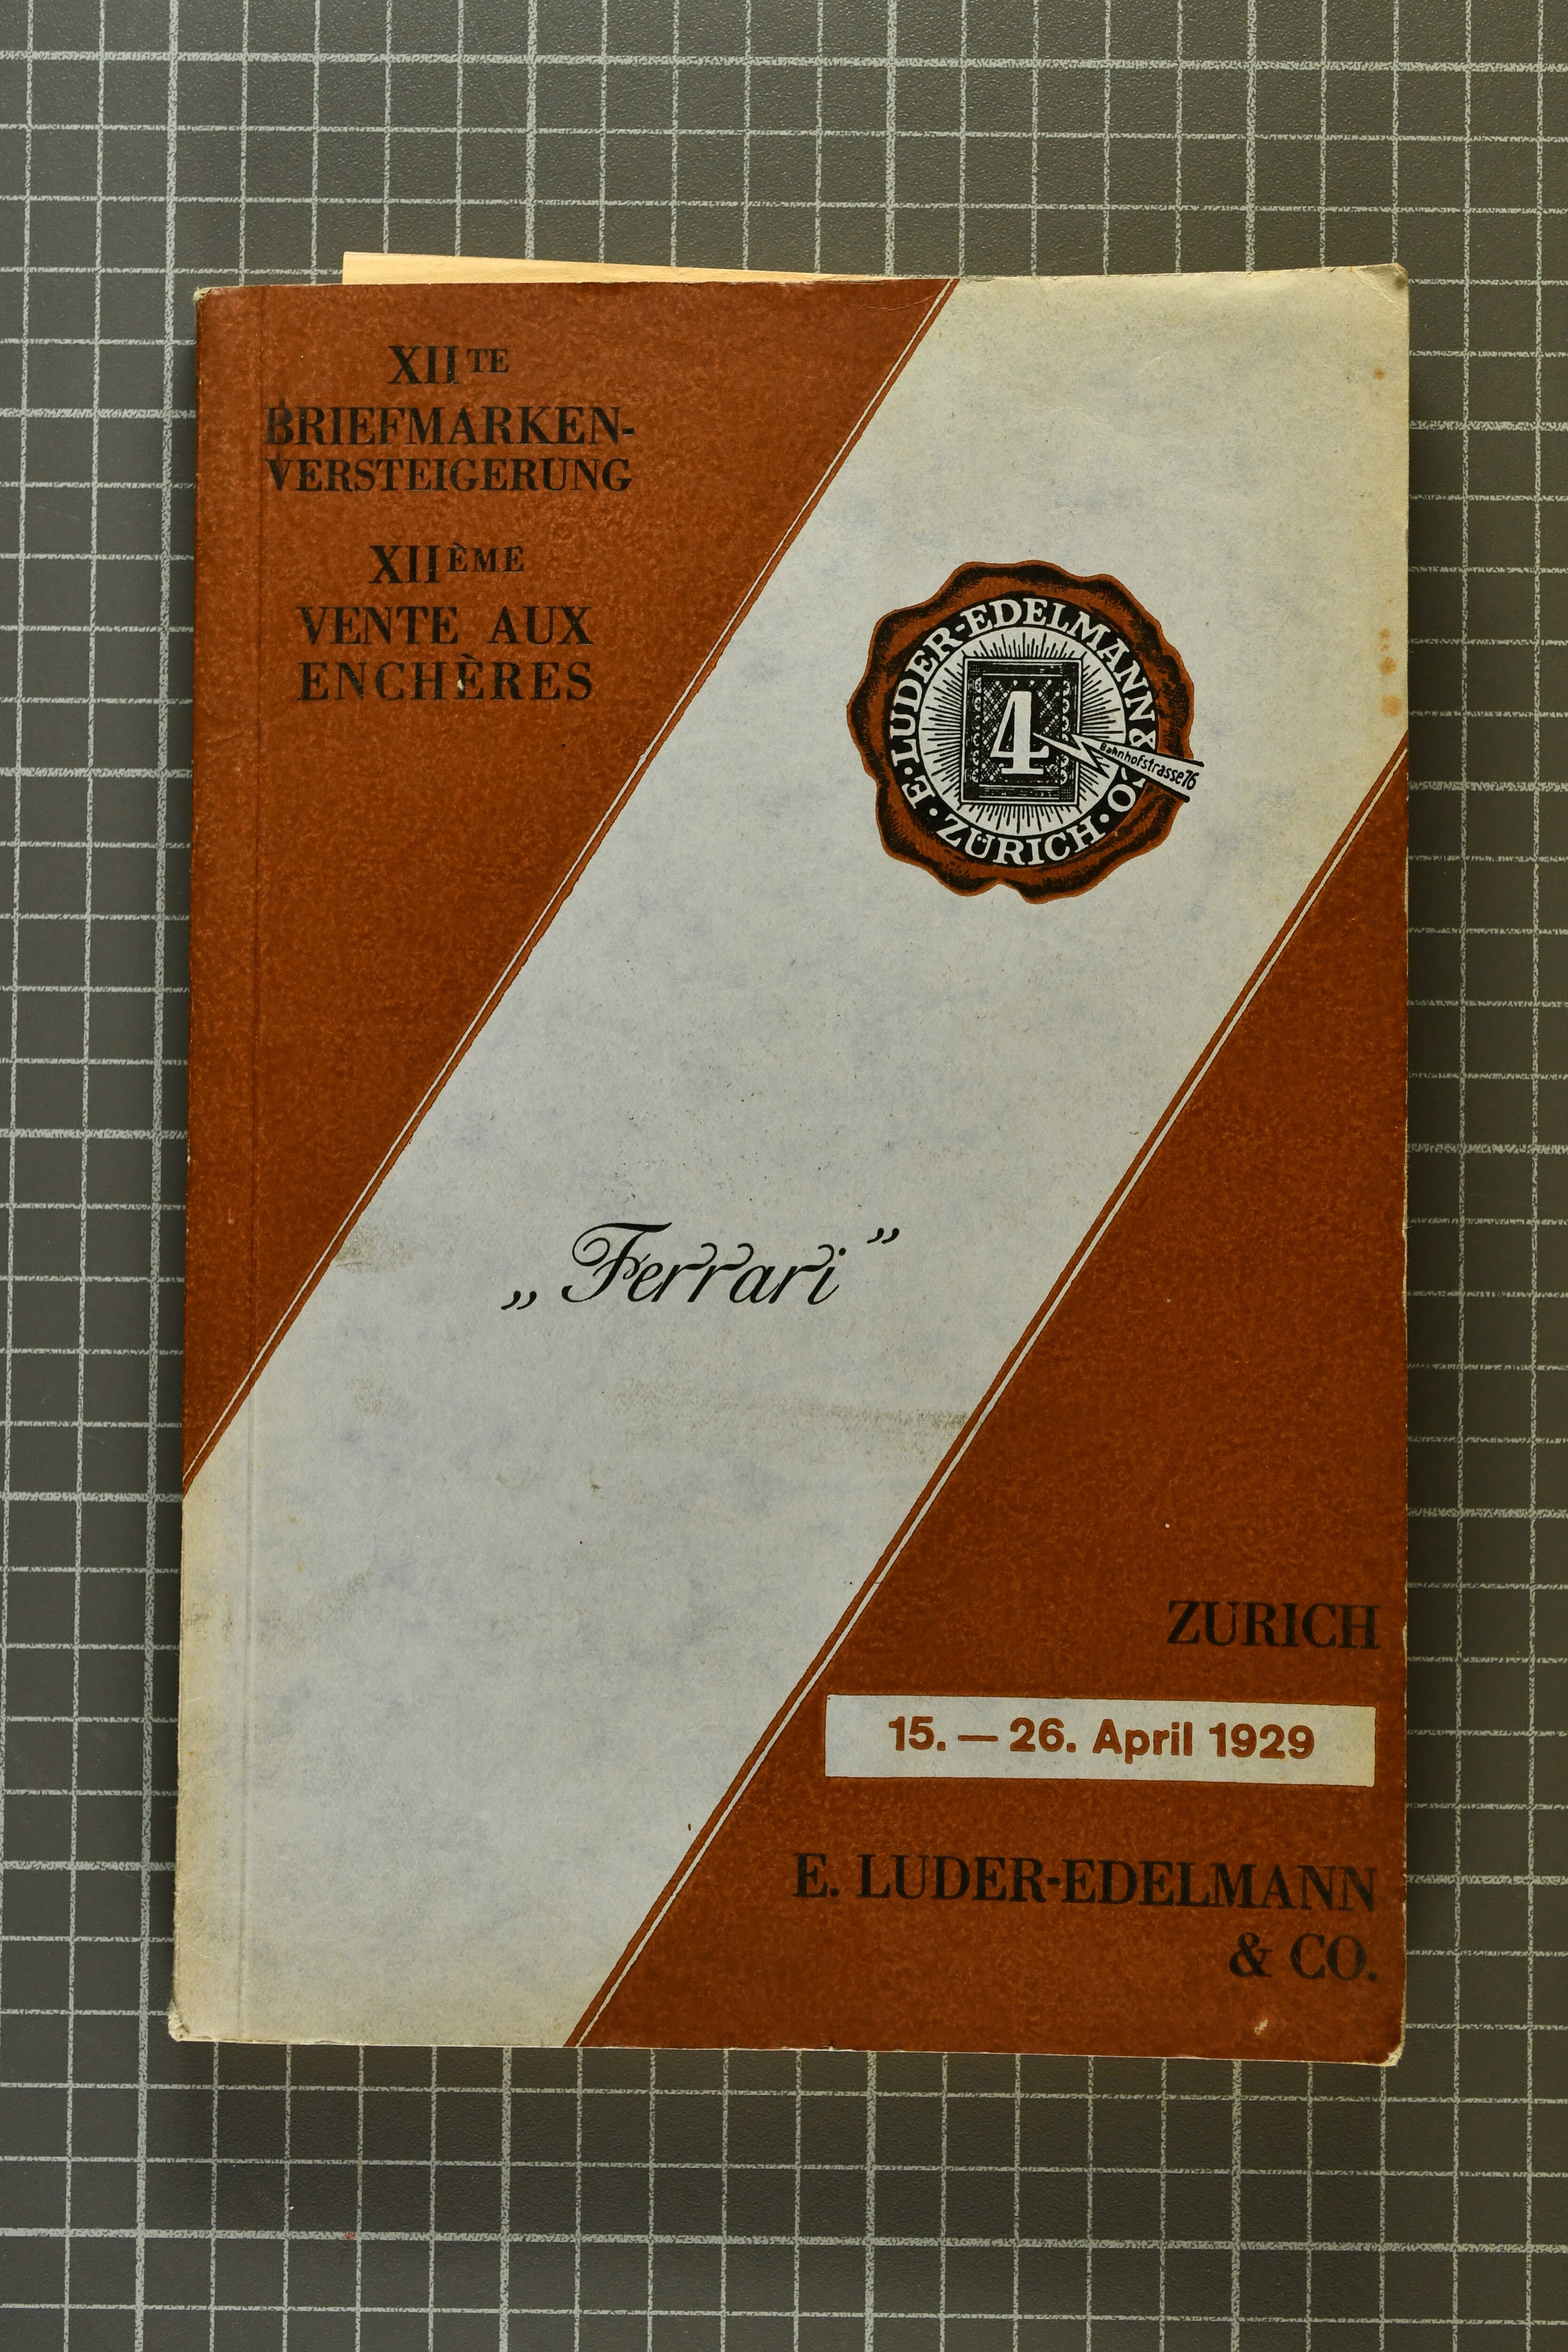 XIITE
BRIEFMARKEN-
VERSTEIGERUNG
XIIÈME
VENTE AUX
ENCHÈRES
E. LUDER-EDELMANN & CO
• ZÜRICH •
4
Bahnhofstrasse 76
„Ferrari”
ZURICH
15. — 26. April 1929
E. LUDER-EDELMANN
& CO.